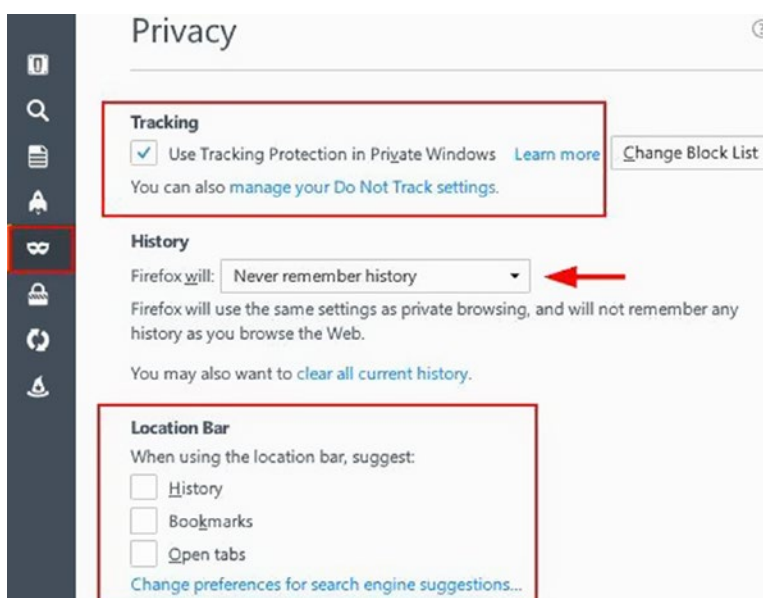 Privacy
Tracking
Use Tracking Protection in Private Windows Learn more Change Block List
You can also manage your Do Not Track settings.
History
Firefox will: Never remember history
Firefox will use the same settings as private browsing, and will not remember any
history as you browse the Web.
You may also want to clear all current history.
Location Bar
When using the location bar, suggest:
History
Bookmarks
Open tabs
Change preferences for search engine suggestions...